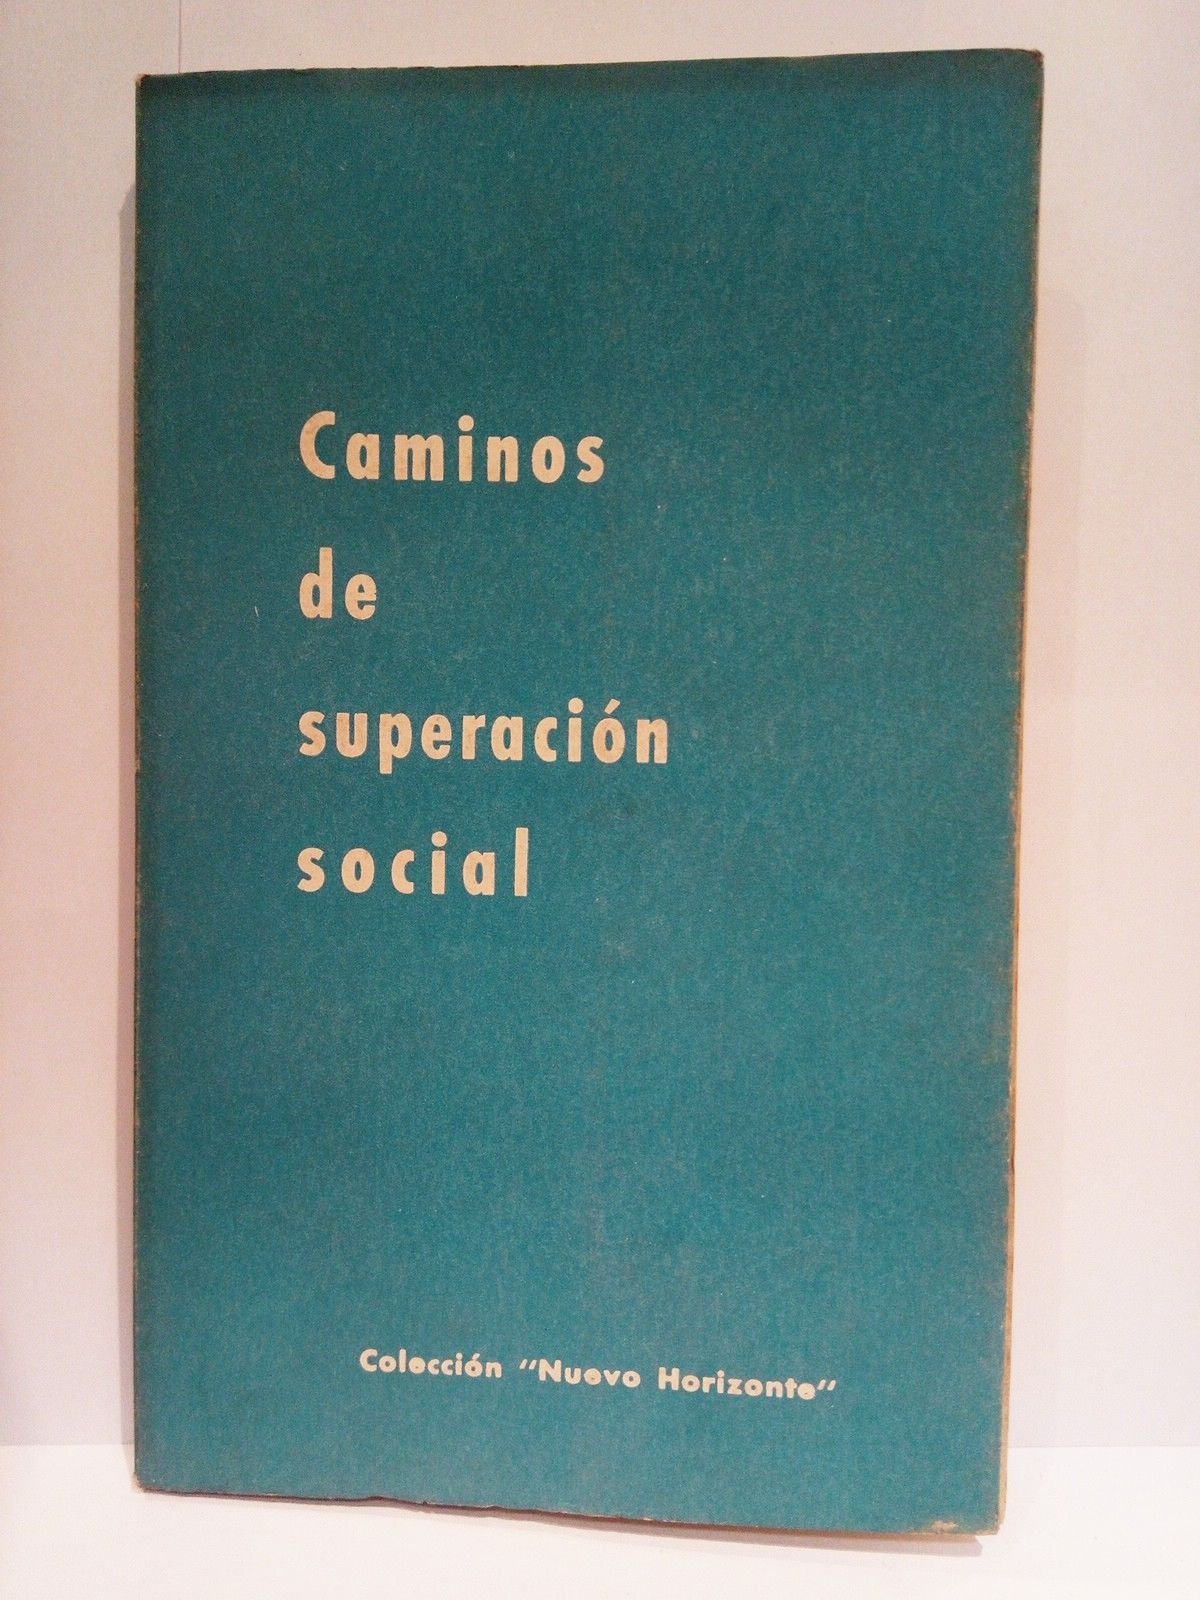 Caminos
de
superación
social
Colección "Nuevo Horizonte"